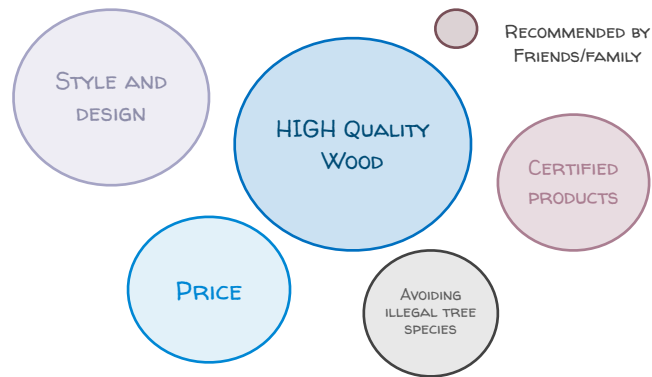 Recommended by
Friends/family
Style and
design
HIGH Quality
Wood
Certified
products
Price
Avoiding
illegal tree
species